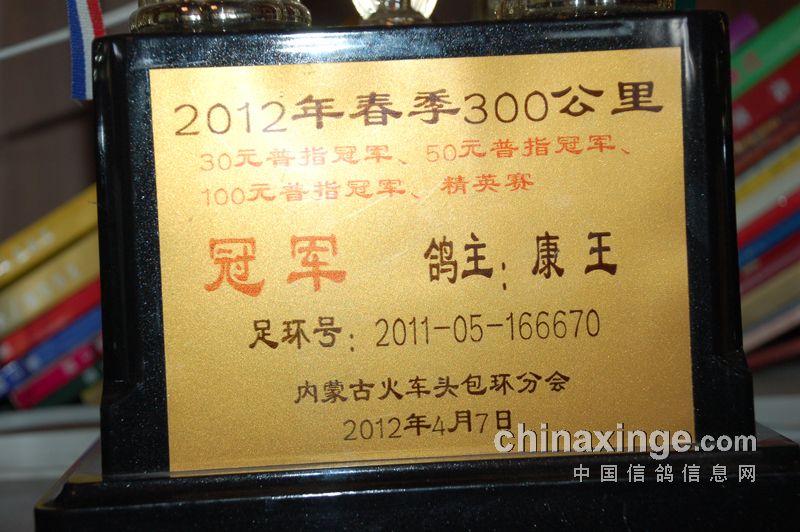 2012年春季300公里
30元普指冠军、50元普指冠军、
100元普指冠军、精英赛
冠军 鸽主：康王
足环号：2011-05-166670
内蒙古火车头包环分会
2012年4月7日
chinaxinge.com
中国信鸽信息网